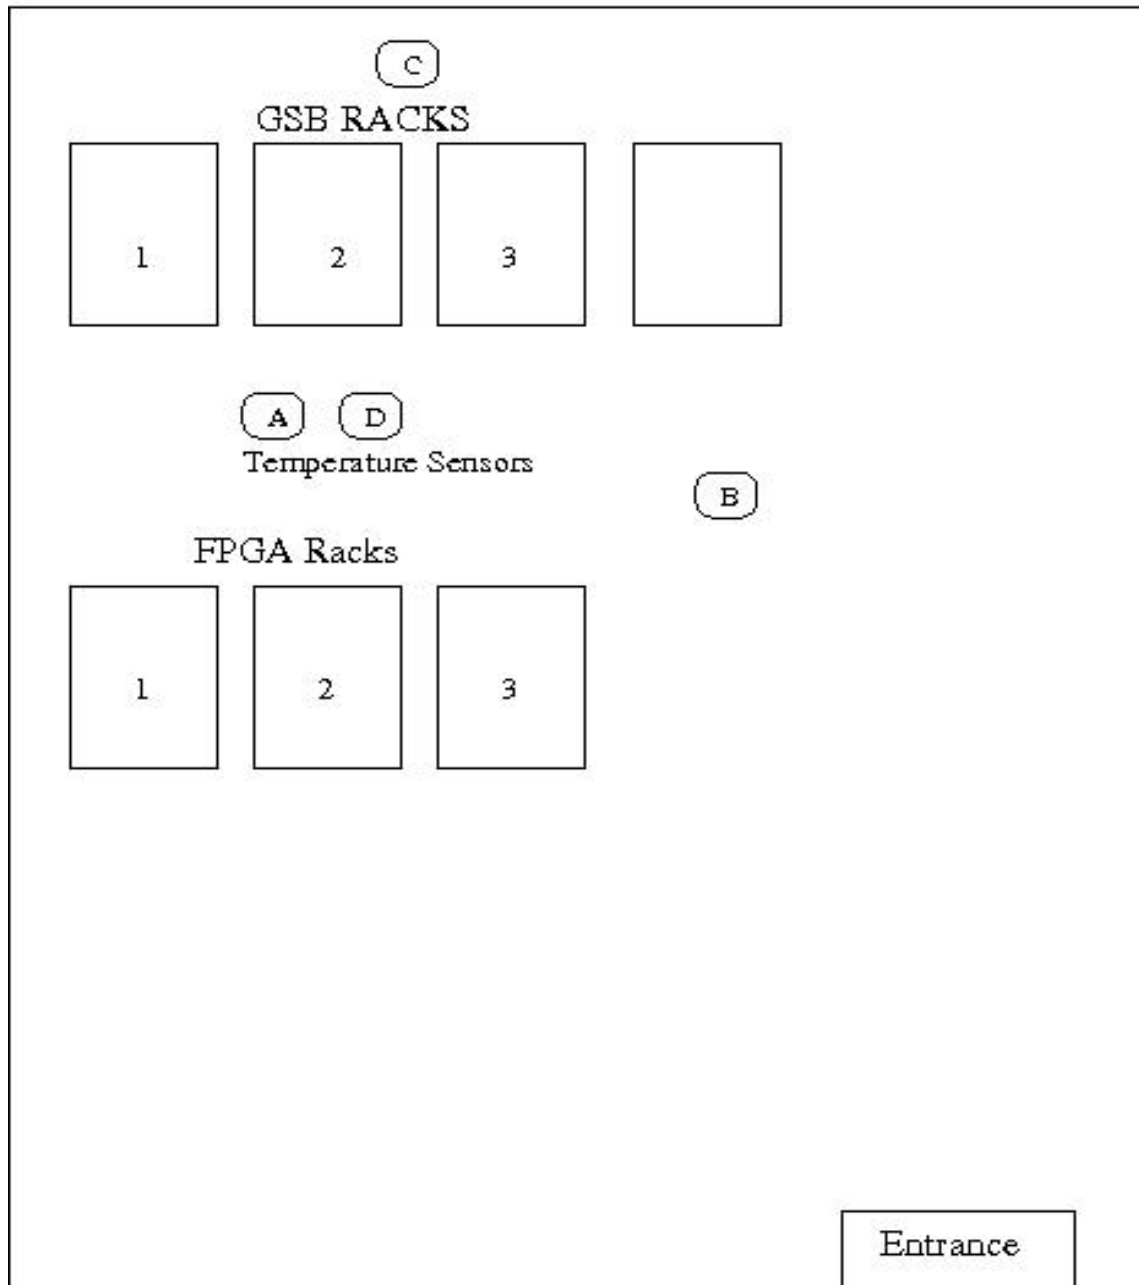 C
GSB RACKS
1 2 3
A D
Temperature Sensors
B
FPGA Racks
1 2 3
Entrance